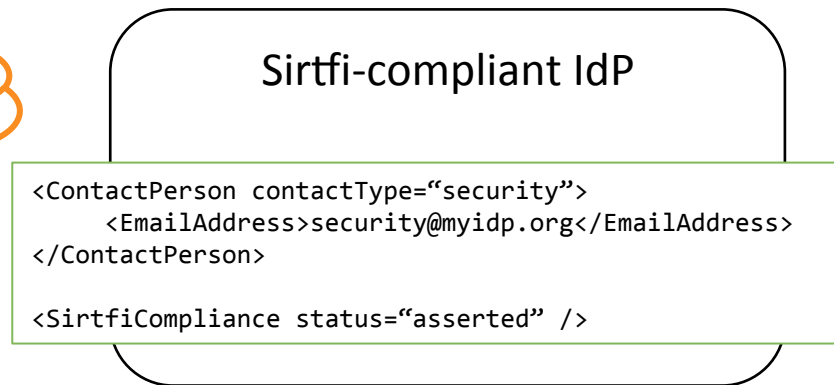 Sirtfi-compliant IdP
<ContactPerson contactType=“security”>
<EmailAddress>security@myidp.org</EmailAddress>
</ContactPerson>
<SirtfiCompliance status=“asserted” />